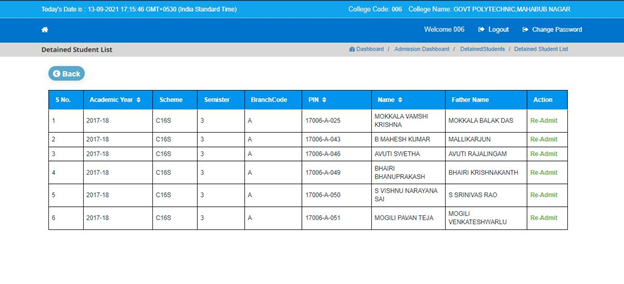 Today's Date is : 13-09-2021 17:15:46 GMT+0530 (India Standard Time) College Code: 006 College Name: GOVT POLYTECHNIC,MAHABUB NAGAR
Welcome 006 Logout Change Password
Detained Student List Dashboard / Admission Dashboard / DetainedStudents / Detained Student List
Back
S No. Academic Year Scheme Semister BranchCode PIN Name Father Name Action
1 2017-18 C16S 3 A 17006-A-025 MOKKALA VAMSHI KRISHNA MOKKALA BALAK DAS Re-Admit
2 2017-18 C16S 3 A 17006-A-043 B MAHESH KUMAR MALLIKARJUN Re-Admit
3 2017-18 C16S 3 A 17006-A-046 AVUTI SWETHA AVUTI RAJALINGAM Re-Admit
4 2017-18 C16S 3 A 17006-A-049 BHAIRI BHANUPRAKASH BHAIRI KRISHNAKANTH Re-Admit
5 2017-18 C16S 3 A 17006-A-050 S VISHNU NARAYANA SAI S SRINIVAS RAO Re-Admit
6 2017-18 C16S 3 A 17006-A-051 MOGILI PAVAN TEJA MOGILI VENKATESHWARLU Re-Admit